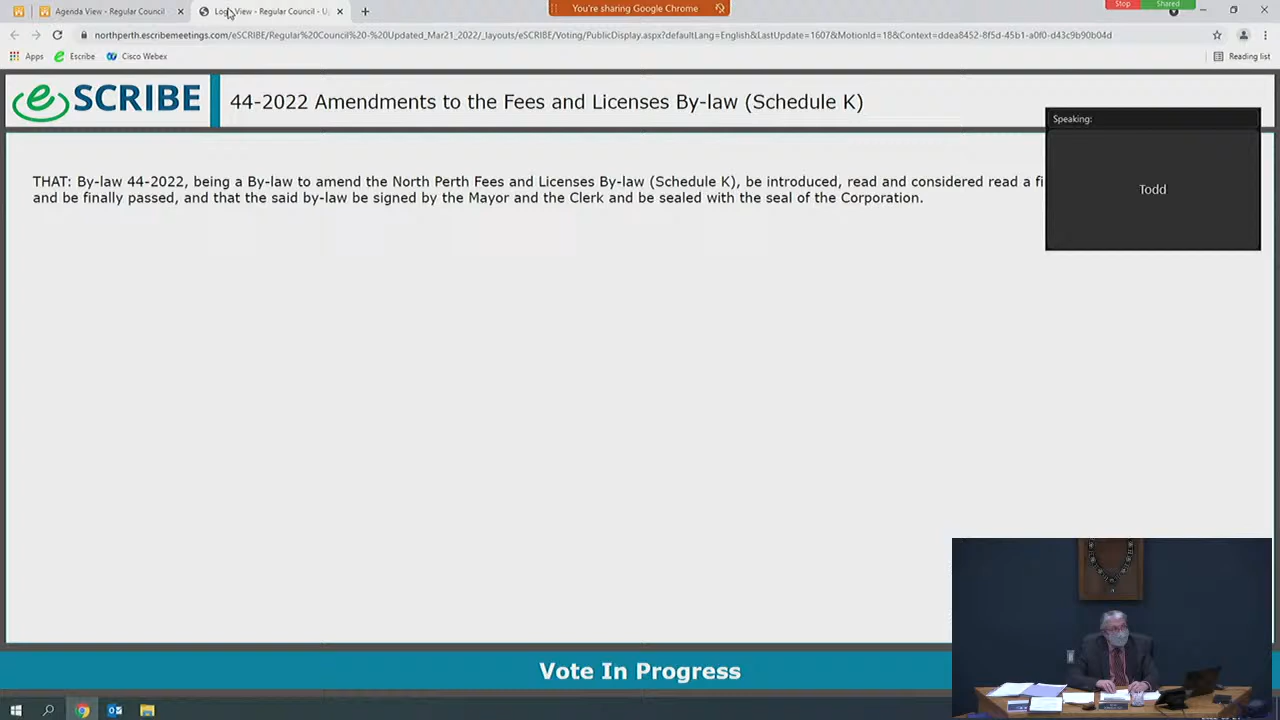 Agenda View - Regular Council
View - Regular Council - U
You're sharing Google Chrome
Stop
Shared
northperth.escribemeetings.com/eSCRIBE/Regular%20Council%20-%20Updated_Mar21_2022/_layouts/eSCRIBE/Voting/PublicDisplay.aspx?defaultLang=English&LastUpdate=1607&MotionId=18&Context=ddea8452-8f5d-45b1-a0f0-d43c9b90b04d
Apps
Escribe
Cisco Webex
Reading list
eSCRIBE
44-2022 Amendments to the Fees and Licenses By-law (Schedule K)
Speaking:
Todd
THAT: By-law 44-2022, being a By-law to amend the North Perth Fees and Licenses By-law (Schedule K), be introduced, read and considered read a fi
and be finally passed, and that the said by-law be signed by the Mayor and the Clerk and be sealed with the seal of the Corporation.
Vote In Progress